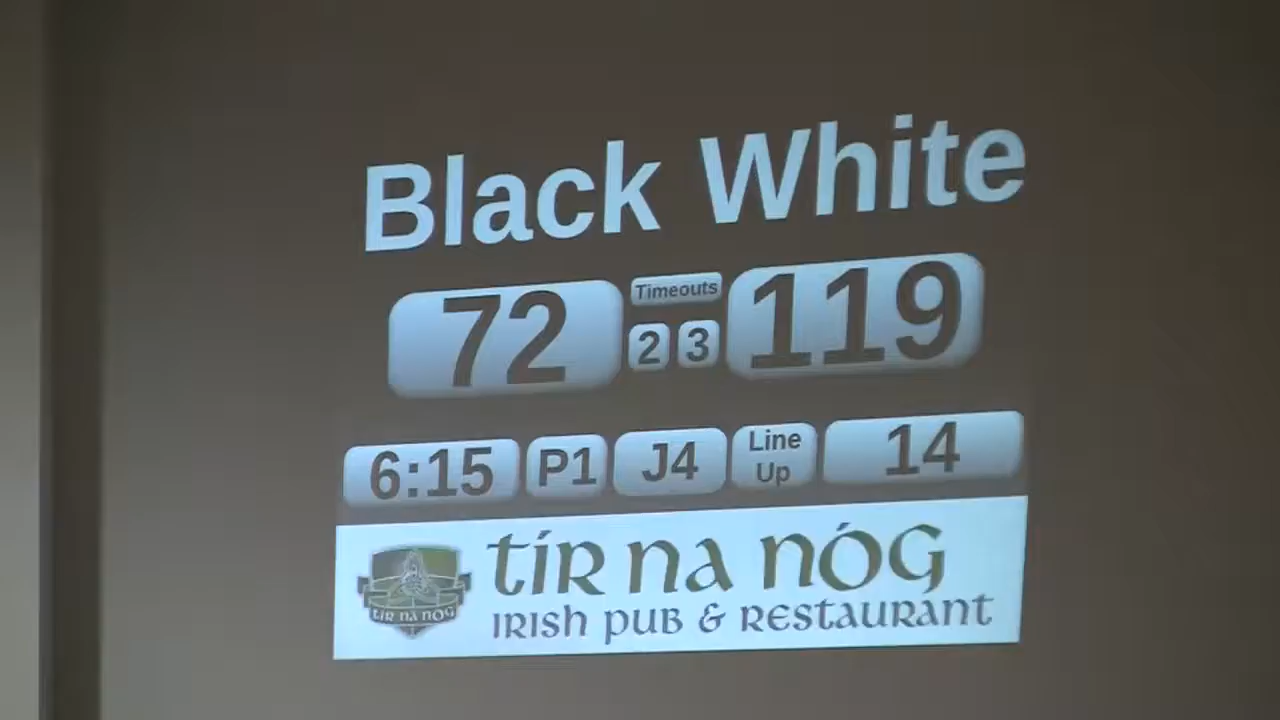 Black White
72 Timeouts 119
2 3
6:15 P1 J4 Line Up 14
TÍR NA NÓG
TÍR NA NÓG
IRISH PUB & RESTAURANT